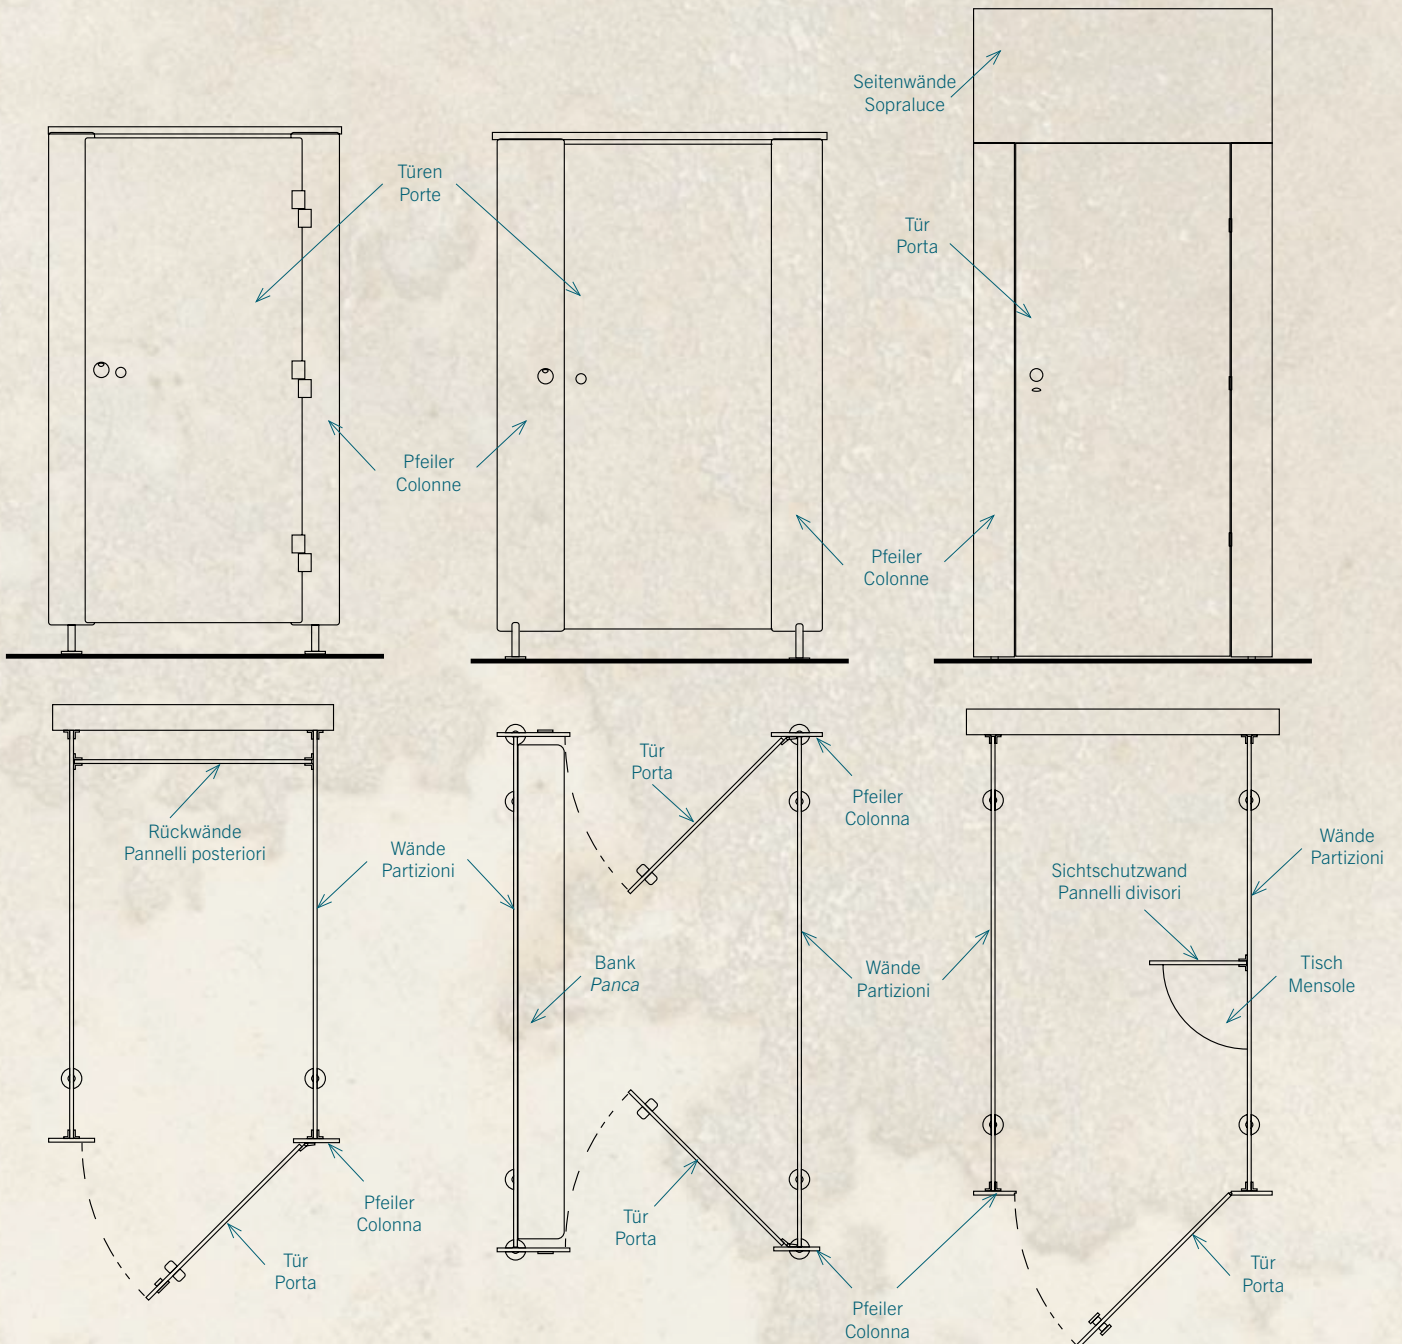 Seitenwände
Sopraluce
Türen
Porte
Tür
Porta
Pfeiler
Colonne
Pfeiler
Colonne
Tür
Porta
Pfeiler
Colonna
Rückwände
Pannelli posteriori
Wände
Partizioni
Wände
Partizioni
Sichtschutzwand
Pannelli divisori
Bank
Panca
Wände
Partizioni
Tisch
Mensole
Pfeiler
Colonna
Tür
Porta
Tür
Porta
Tür
Porta
Pfeiler
Colonna